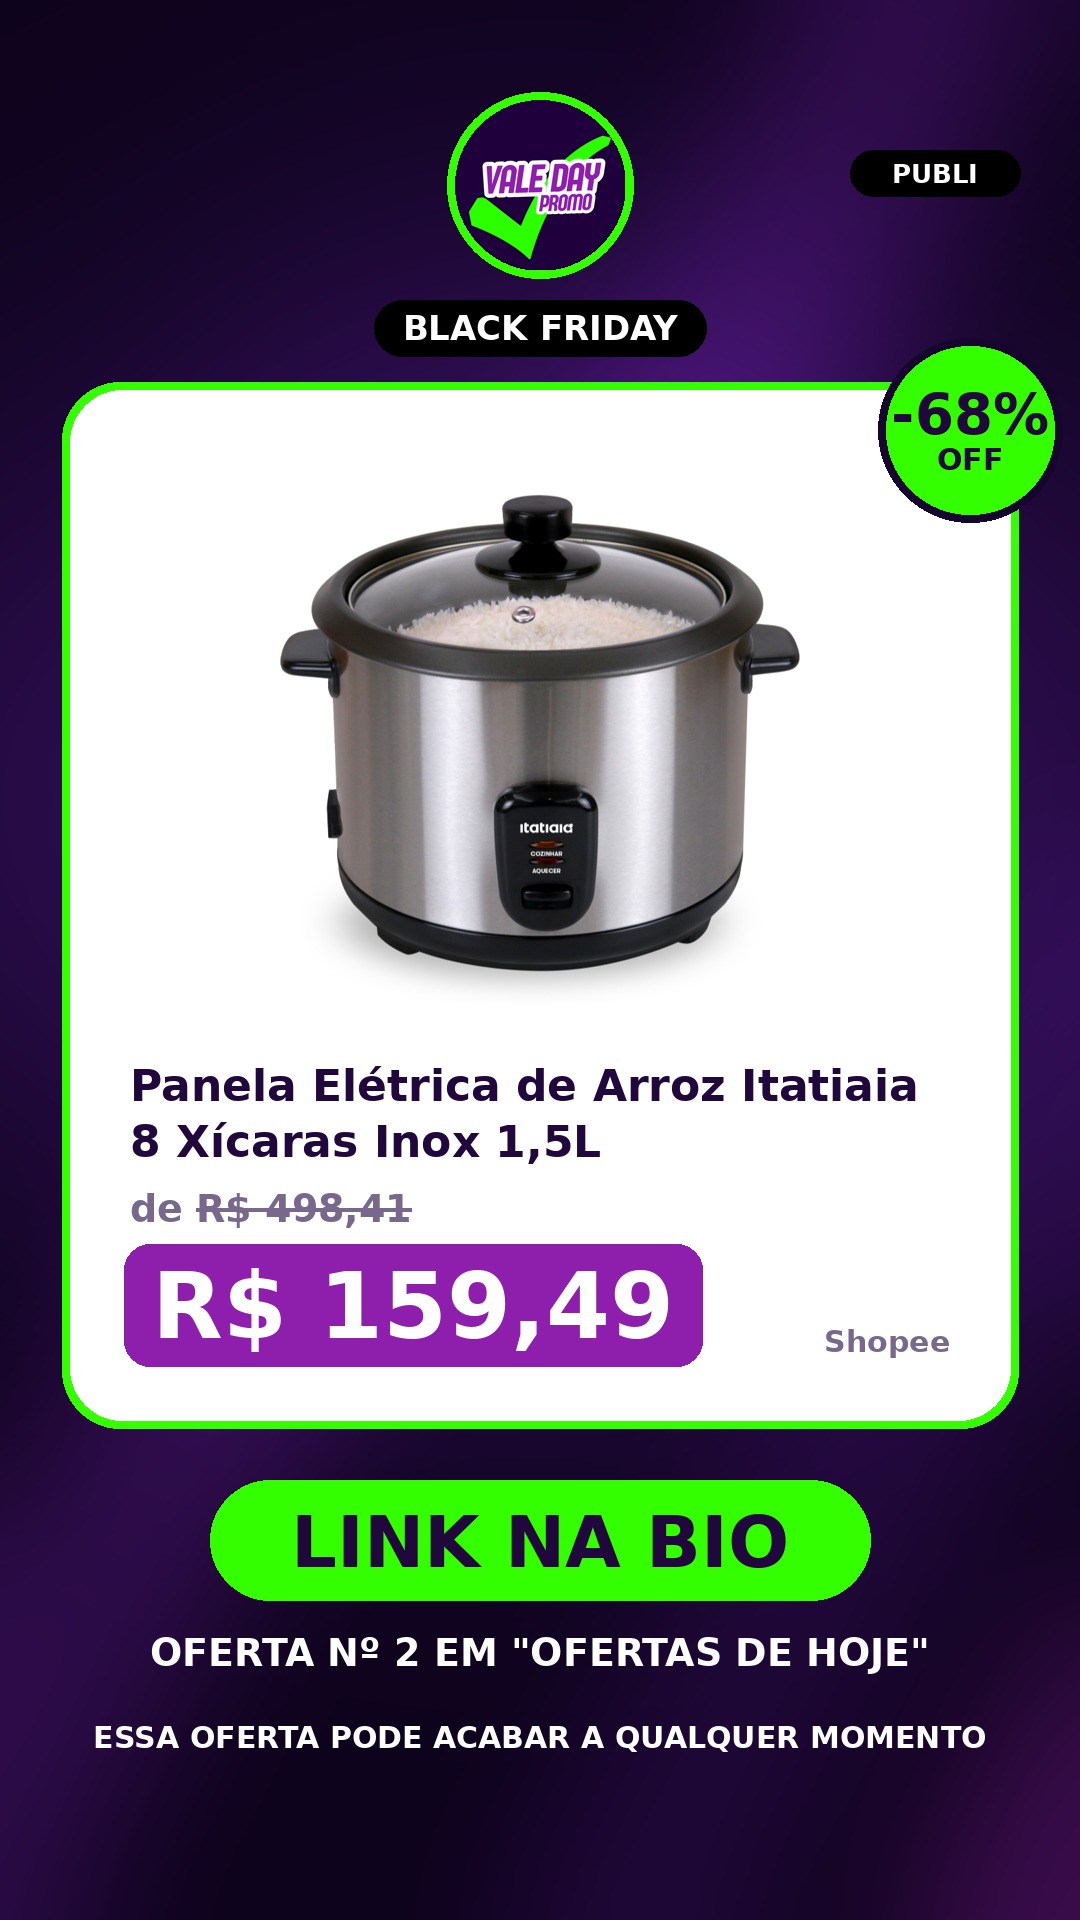 VALE DAY
PROMO
PUBLI
BLACK FRIDAY
-68%
OFF
itatiaia
COZINHAR
AQUECER
Panela Elétrica de Arroz Itatiaia
8 Xícaras Inox 1,5L
de R$ 498,41
R$ 159,49
Shopee
LINK NA BIO
OFERTA Nº 2 EM "OFERTAS DE HOJE"
ESSA OFERTA PODE ACABAR A QUALQUER MOMENTO